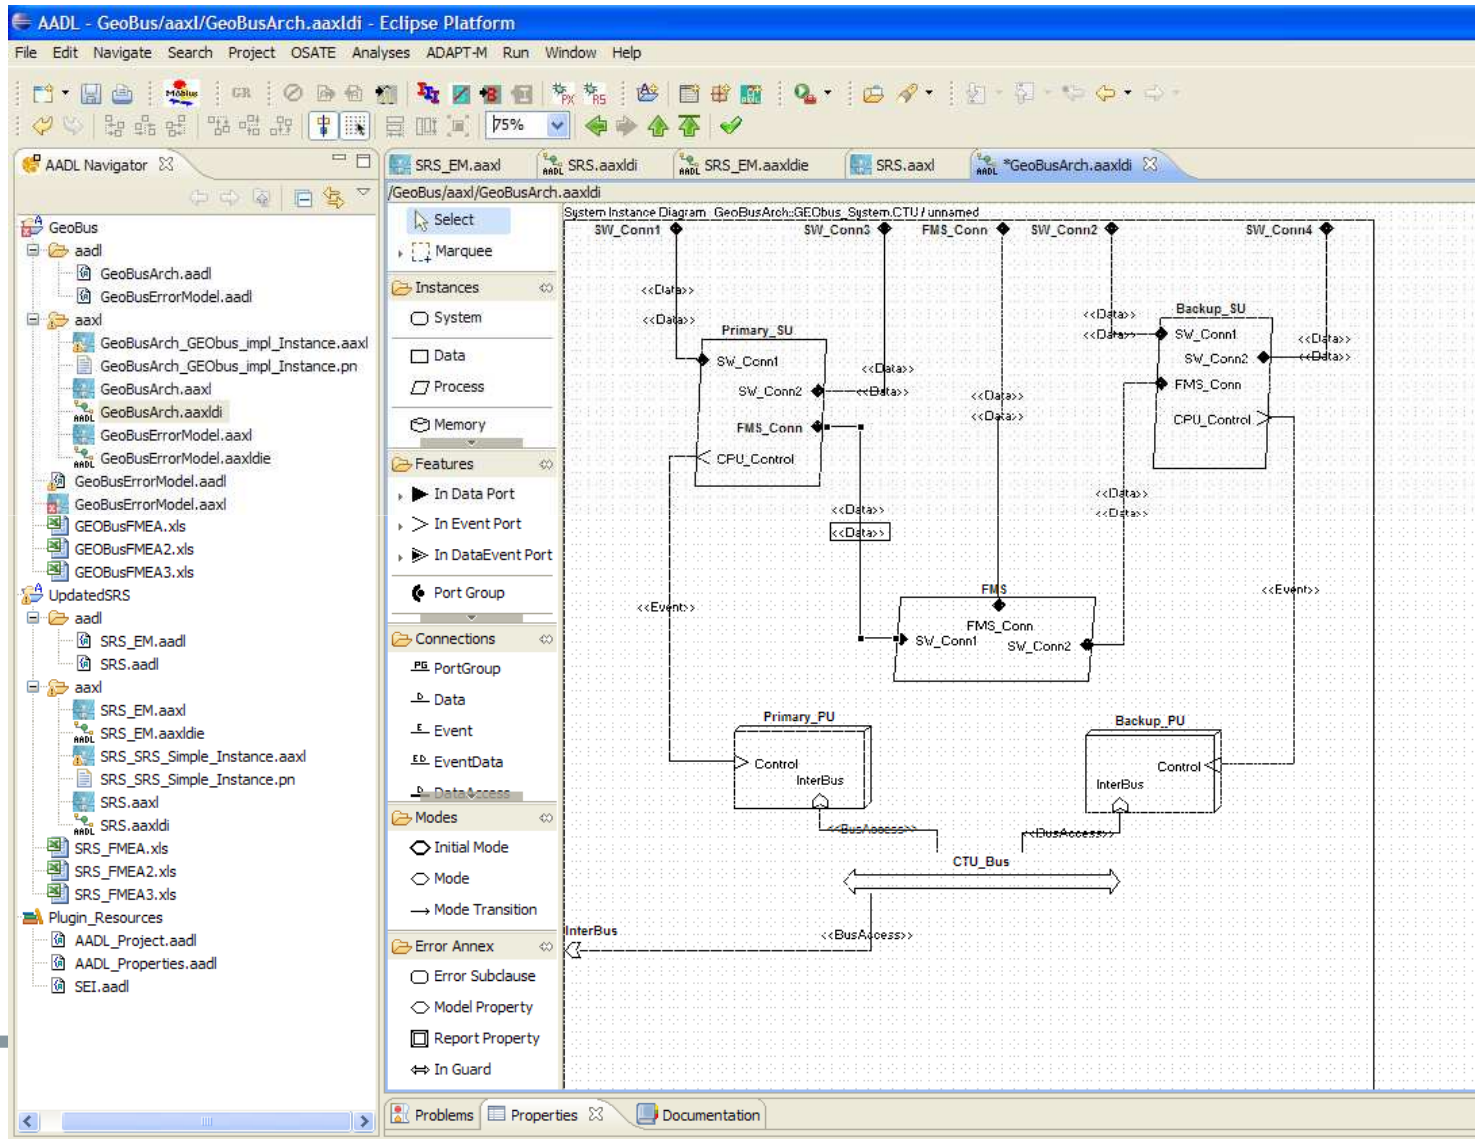 AADL - GeoBus/aaxl/GeoBusArch.aaxldi - Eclipse Platform
File Edit Navigate Search Project OSATE Analyses ADAPT-M Run Window Help
Möbius GR PX RS
75%
AADL Navigator
SRS_EM.aaxl SRS.aaxldi SRS_EM.aaxldie SRS.aaxl *GeoBusArch.aaxldi
/GeoBus/aaxl/GeoBusArch.aaxldi
GeoBus
aadl
GeoBusArch.aadl
GeoBusErrorModel.aadl
aaxl
GeoBusArch_GEObus_impl_Instance.aaxl
GeoBusArch_GEObus_impl_Instance.pn
GeoBusArch.aaxl
GeoBusArch.aaxldi
GeoBusErrorModel.aaxl
GeoBusErrorModel.aaxldie
GeoBusErrorModel.aadl
GeoBusErrorModel.aaxl
GEOBusFMEA.xls
GEOBusFMEA2.xls
GEOBusFMEA3.xls
UpdatedSRS
aadl
SRS_EM.aadl
SRS.aadl
aaxl
SRS_EM.aaxl
SRS_EM.aaxldie
SRS_SRS_Simple_Instance.aaxl
SRS_SRS_Simple_Instance.pn
SRS.aaxl
SRS.aaxldi
SRS_FMEA.xls
SRS_FMEA2.xls
SRS_FMEA3.xls
Plugin_Resources
AADL_Project.aadl
AADL_Properties.aadl
SEI.aadl
Select
Marquee
Instances
System
Data
Process
Memory
Features
In Data Port
In Event Port
In DataEvent Port
Port Group
Connections
PG PortGroup
D Data
E Event
ED EventData
D DataAccess
Modes
Initial Mode
Mode
Mode Transition
Error Annex
Error Subclause
Model Property
Report Property
In Guard
System Instance Diagram GeoBusArch::GEObus_System.CTU / unnamed
SW_Conn1 SW_Conn3 FMS_Conn SW_Conn2 SW_Conn4
<<Data>>
<<Data>>
Primary_SU
SW_Conn1
SW_Conn2
FMS_Conn
CPU_Control
<<Data>>
<<Data>>
<<Data>>
<<Data>>
<<Data>>
<<Data>>
Backup_SU
SW_Conn1
SW_Conn2
FMS_Conn
CPU_Control
<<Data>>
<<Data>>
<<Data>>
<<Data>>
<<Data>>
<<Data>>
<<Event>>
<<Event>>
FMS
FMS_Conn
SW_Conn1
SW_Conn2
Primary_PU
Control
InterBus
Backup_PU
Control
InterBus
<<BusAccess>>
<<BusAccess>>
CTU_Bus
InterBus
<<BusAccess>>
Problems Properties Documentation